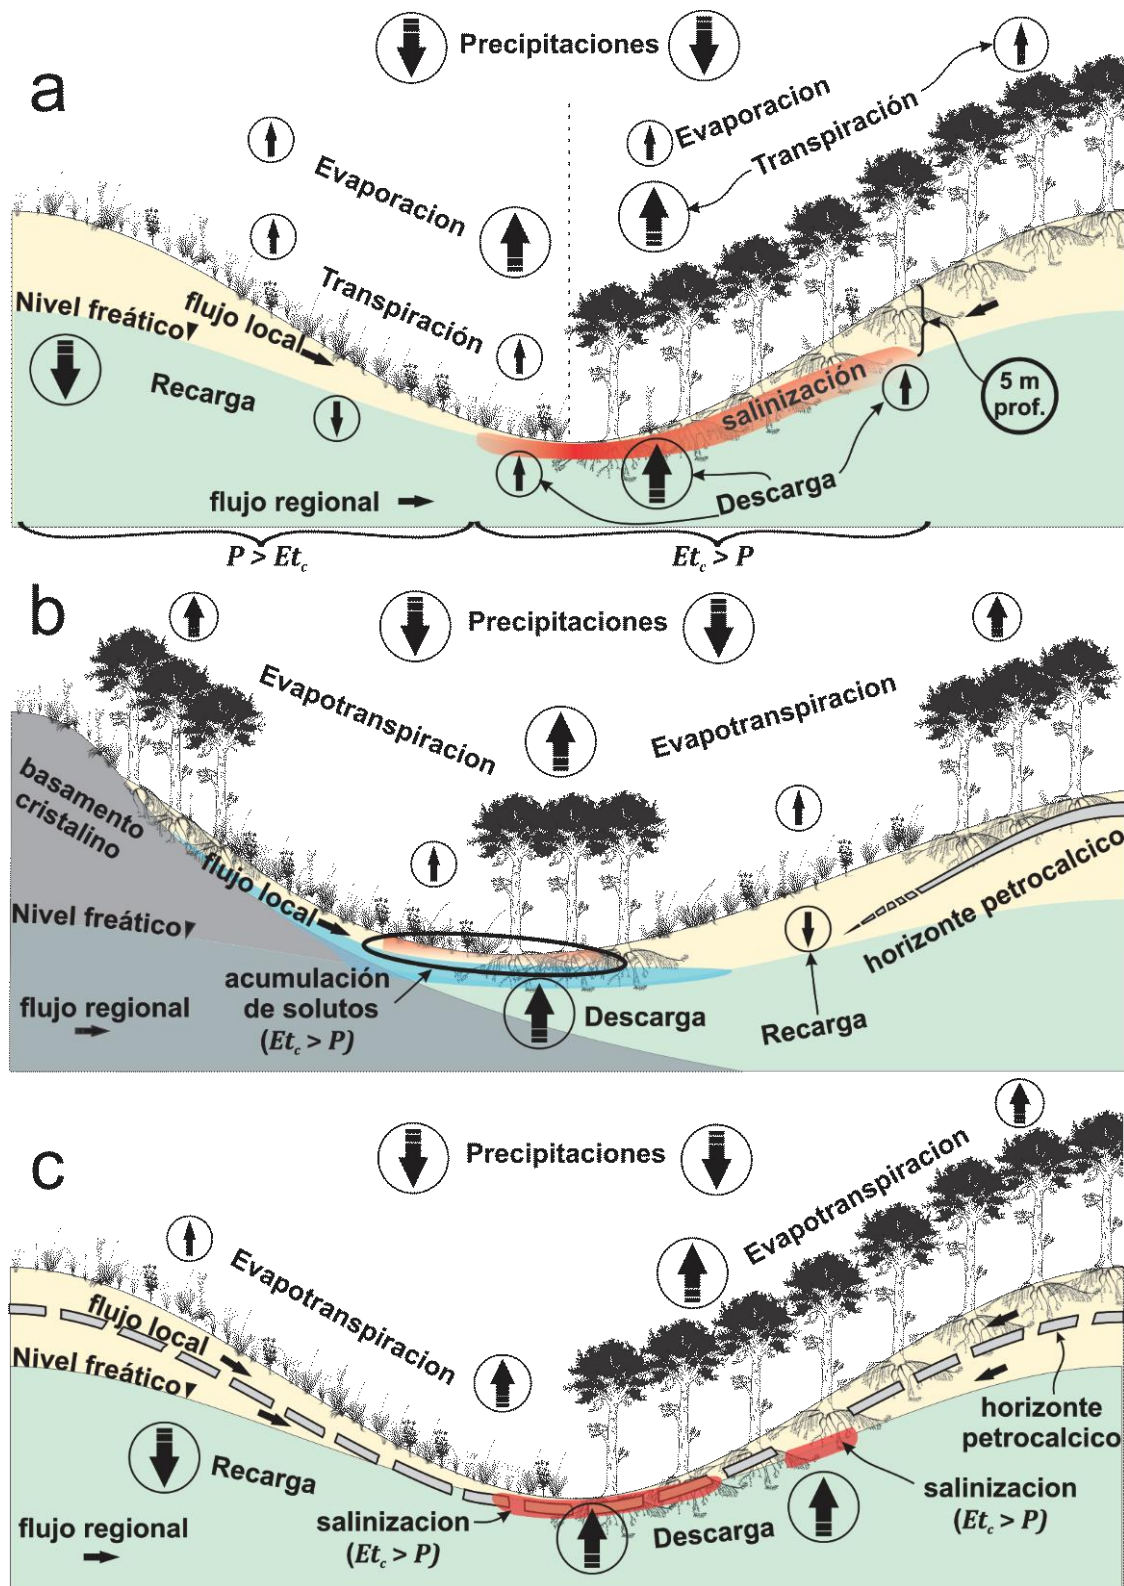 a
Precipitaciones
Evaporacion
Transpiración
Evaporacion
Transpiración
Nivel freático
flujo local
Recarga
salinización
5 m
prof.
Descarga
flujo regional
P > Etc
Etc > P
b
Precipitaciones
Evapotranspiracion
Evapotranspiracion
basamento
cristalino
flujo local
Nivel freático
horizonte petrocalcico
acumulación
de solutos
(Etc > P)
flujo regional
Descarga
Recarga
c
Precipitaciones
Evapotranspiracion
Evapotranspiracion
flujo local
Nivel freático
horizonte
petrocalcico
Recarga
salinizacion
(Etc > P)
Descarga
salinizacion
(Etc > P)
flujo regional